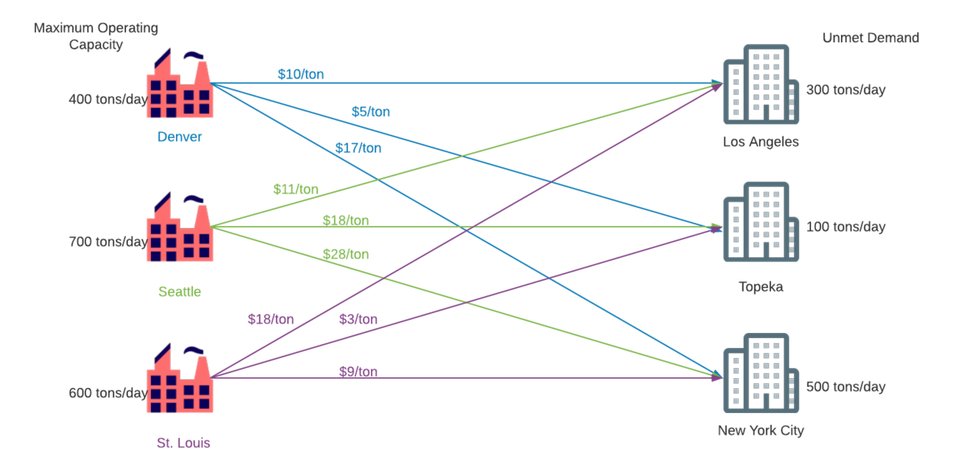 Maximum Operating
Capacity
Unmet Demand
$10/ton
400 tons/day
300 tons/day
$5/ton
Denver
Los Angeles
$17/ton
$11/ton
$18/ton
700 tons/day
100 tons/day
$28/ton
Seattle
Topeka
$18/ton
$3/ton
$9/ton
600 tons/day
500 tons/day
St. Louis
New York City